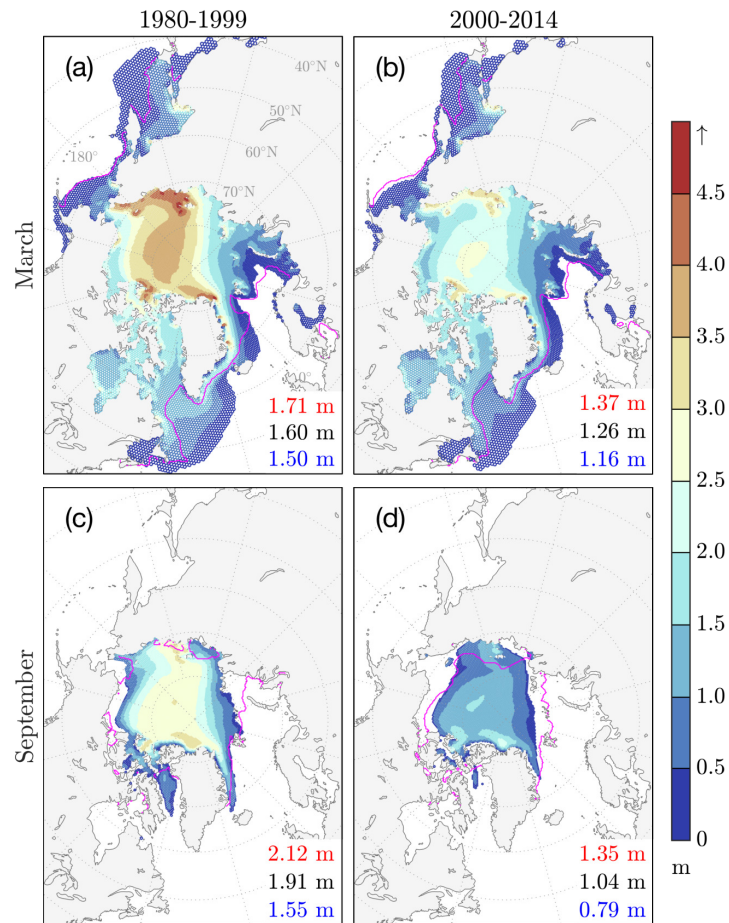 1980-1999
2000-2014
March
(a)
40°N
50°N
60°N
70°N
180°
0°
1.71 m
1.60 m
1.50 m
(b)
1.37 m
1.26 m
1.16 m
September
(c)
2.12 m
1.91 m
1.55 m
(d)
1.35 m
1.04 m
0.79 m
↑
4.5
4.0
3.5
3.0
2.5
2.0
1.5
1.0
0.5
0
m